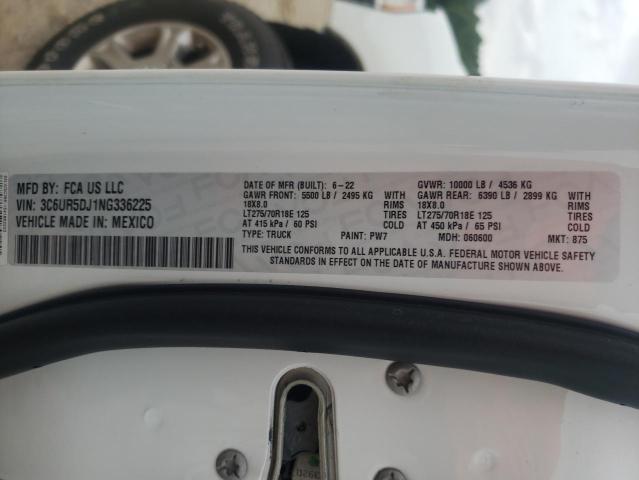 MFD BY: FCA US LLC
VIN: 3C6UR5DJ1NG336225
VEHICLE MADE IN: MEXICO
DATE OF MFR (BUILT): 6-22 GVWR: 10000 LB / 4536 KG
GAWR FRONT: 5500 LB / 2495 KG GAWR REAR: 6390 LB / 2899 KG
18X8.0 RIMS 18X8.0 RIMS
LT275/70R18E 125 TIRES LT275/70R18E 125 TIRES
AT 415 kPa / 60 PSI COLD AT 450 kPa / 65 PSI COLD
TYPE: TRUCK PAINT: PW7 MDH: 060600 MKT: 875
THIS VEHICLE CONFORMS TO ALL APPLICABLE U.S.A. FEDERAL MOTOR VEHICLE SAFETY
STANDARDS IN EFFECT ON THE DATE OF MANUFACTURE SHOWN ABOVE.